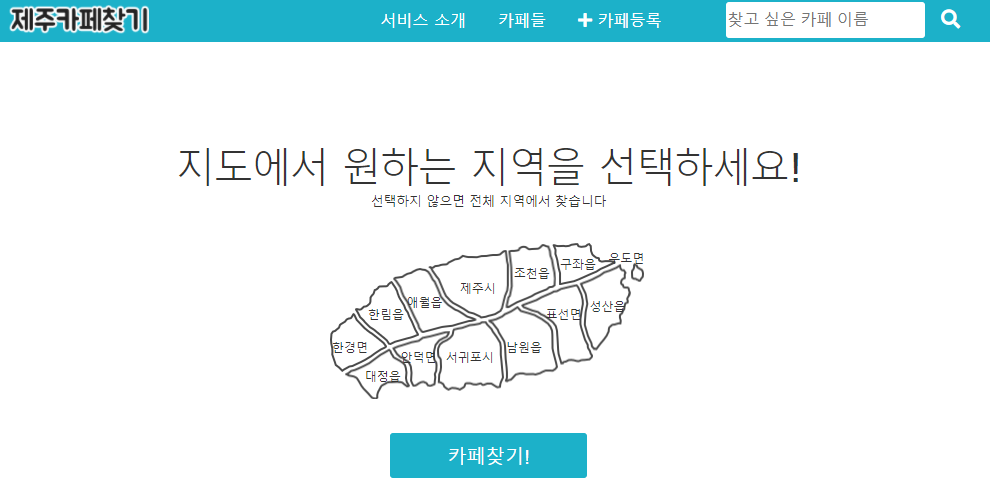 제주카페찾기
서비스 소개 카페들 카페등록 찾고 싶은 카페 이름
지도에서 원하는 지역을 선택하세요!
선택하지 않으면 전체 지역에서 찾습니다
우도면
구좌읍
조천읍
제주시
애월읍
성산읍
한림읍
표선면
한경면
남원읍
안덕면
서귀포시
대정읍
카페찾기!